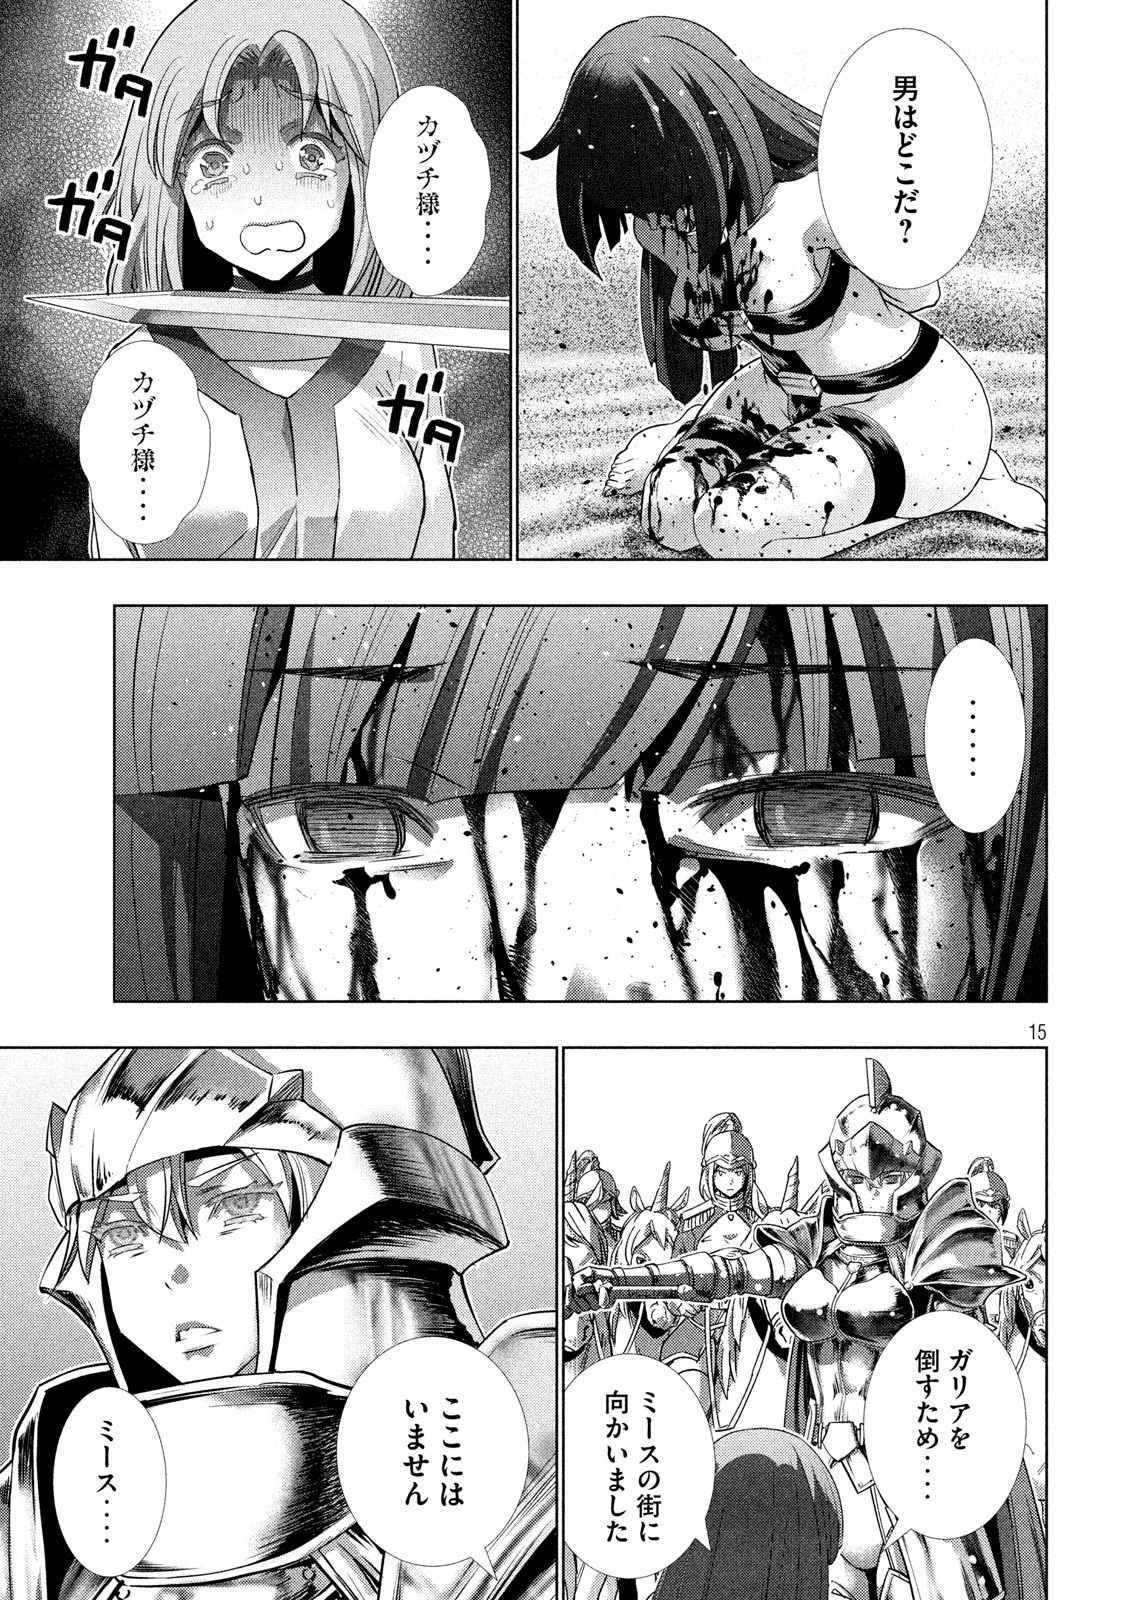 男はどこだ？
カヅチ様‥‥
カヅチ様‥‥
ガタ
ガタ
ガタ
‥‥‥
15
ガリアを
倒すため‥‥
ミースの街に
向かいました
ここには
いません
ミース‥‥